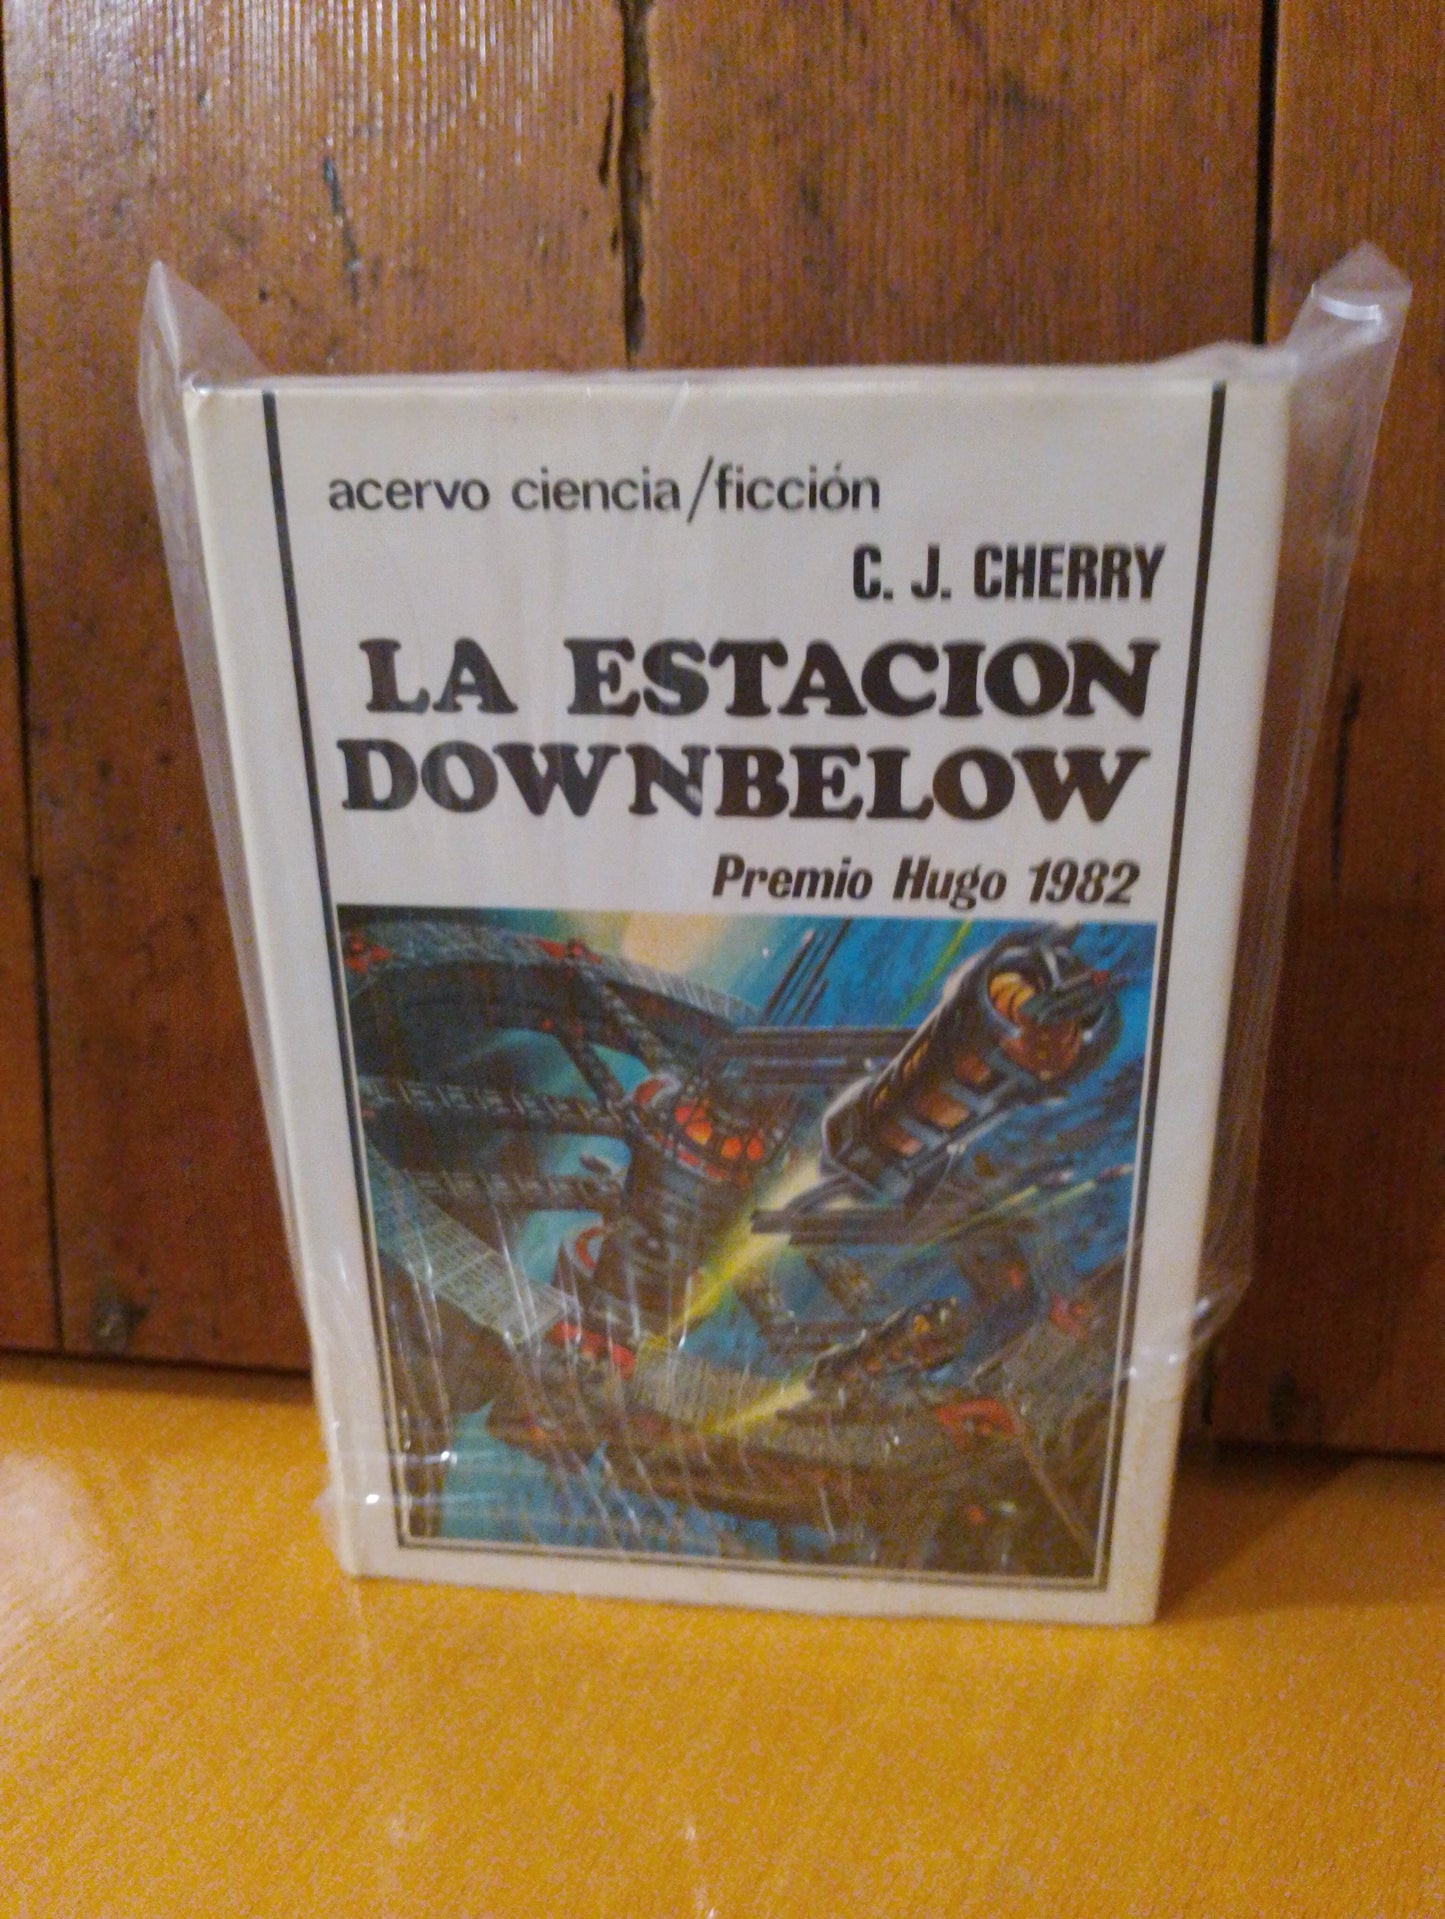 acervo ciencia/ficción
C. J. CHERRY
LA ESTACION
DOWNBELOW
Premio Hugo 1982